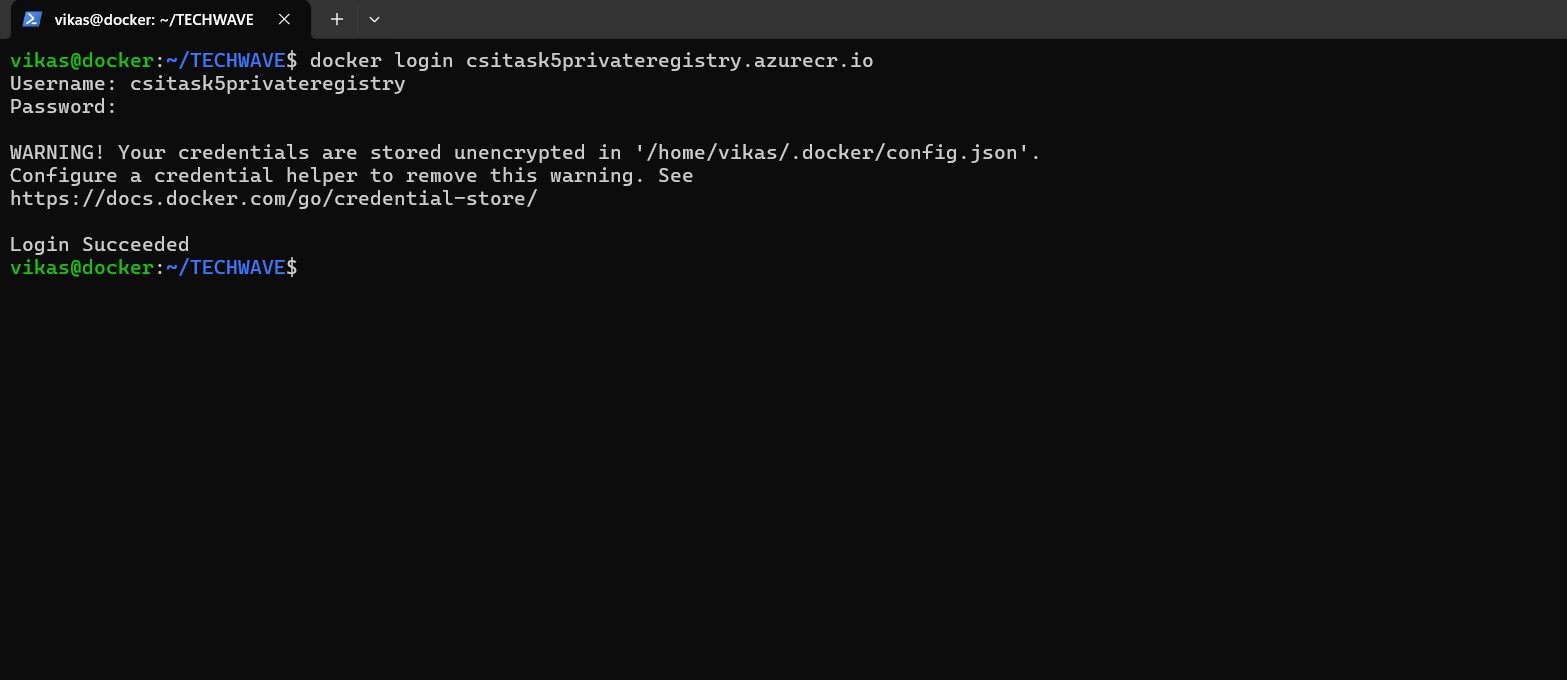 vikas@docker: ~/TECHWAVE
vikas@docker:~/TECHWAVE$ docker login csitask5privateregistry.azurecr.io
Username: csitask5privateregistry
Password:
WARNING! Your credentials are stored unencrypted in '/home/vikas/.docker/config.json'.
Configure a credential helper to remove this warning. See
https://docs.docker.com/go/credential-store/
Login Succeeded
vikas@docker:~/TECHWAVE$